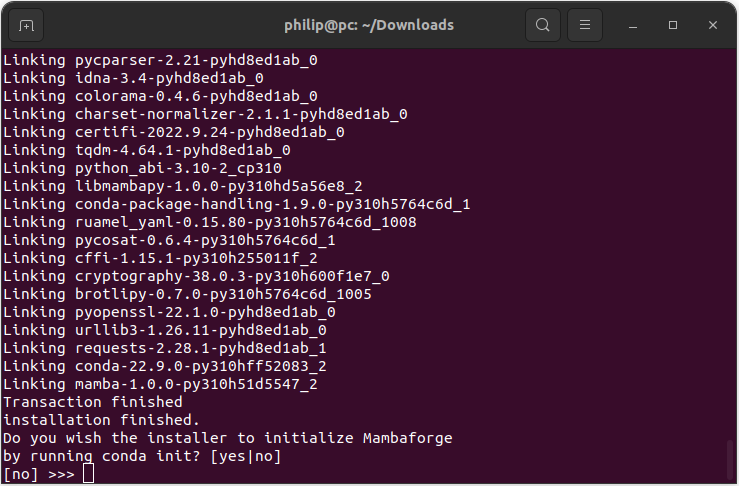 philip@pc: ~/Downloads
Linking pycparser-2.21-pyhd8ed1ab_0
Linking idna-3.4-pyhd8ed1ab_0
Linking colorama-0.4.6-pyhd8ed1ab_0
Linking charset-normalizer-2.1.1-pyhd8ed1ab_0
Linking certifi-2022.9.24-pyhd8ed1ab_0
Linking tqdm-4.64.1-pyhd8ed1ab_0
Linking python_abi-3.10-2_cp310
Linking libmambapy-1.0.0-py310hd5a56e8_2
Linking conda-package-handling-1.9.0-py310h5764c6d_1
Linking ruamel_yaml-0.15.80-py310h5764c6d_1008
Linking pycosat-0.6.4-py310h5764c6d_1
Linking cffi-1.15.1-py310h255011f_2
Linking cryptography-38.0.3-py310h600f1e7_0
Linking brotlipy-0.7.0-py310h5764c6d_1005
Linking pyopenssl-22.1.0-pyhd8ed1ab_0
Linking urllib3-1.26.11-pyhd8ed1ab_0
Linking requests-2.28.1-pyhd8ed1ab_1
Linking conda-22.9.0-py310hff52083_2
Linking mamba-1.0.0-py310h51d5547_2
Transaction finished
installation finished.
Do you wish the installer to initialize Mambaforge
by running conda init? [yes|no]
[no] >>>